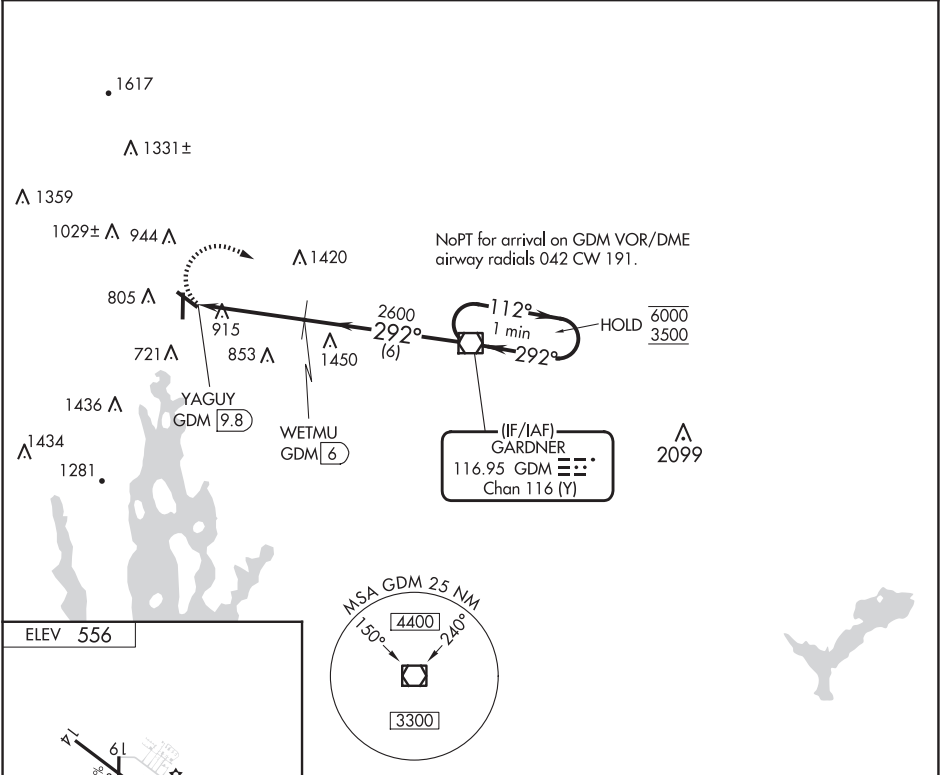 1617
1331±
1359
1029±
944
1420
NoPT for arrival on GDM VOR/DME
airway radials 042 CW 191.
805
915
2600
292°
(6)
112°
1 min
292°
HOLD
6000
3500
721
853
1450
YAGUY
GDM 9.8
WETMU
GDM 6
1436
1434
1281
(IF/IAF)
GARDNER
116.95 GDM
Chan 116 (Y)
2099
MSA GDM 25 NM
150°
4400
240°
3300
ELEV 556
14
19